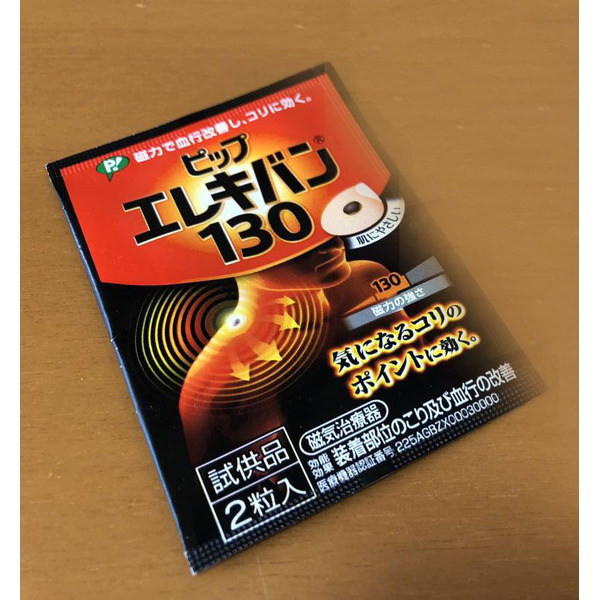 磁力で血行改善し、コリに効く。
P!
ピップ
エレキバン®
130
肌にやさしい
130
磁力の強さ
気になるコリの
ポイントに効く。
試供品
2粒入
磁気治療器
効能
効果
装着部位のこり及び血行の改善
医療機器認証番号 225AGBZX00030000